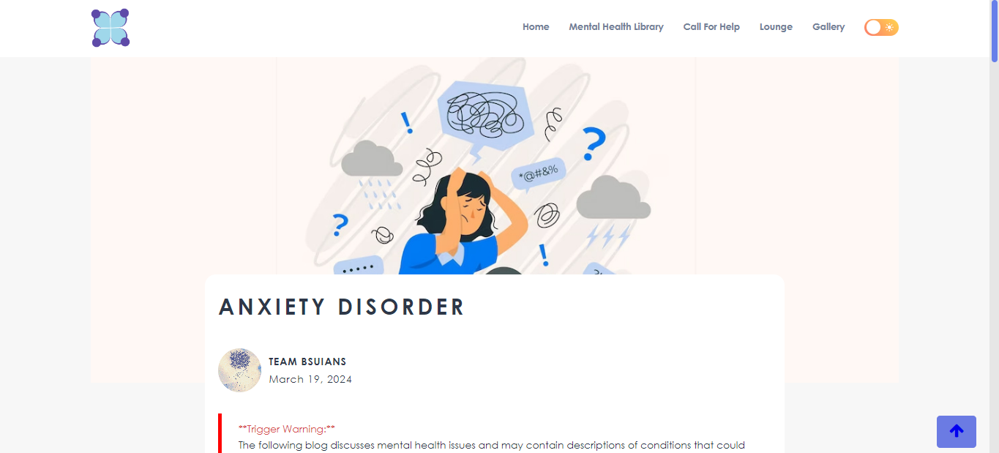 Home Mental Health Library Call For Help Lounge Gallery
!
?
*@#&%
?
!
ANXIETY DISORDER
TEAM BSUIANS
March 19, 2024
**Trigger Warning:**
The following blog discusses mental health issues and may contain descriptions of conditions that could